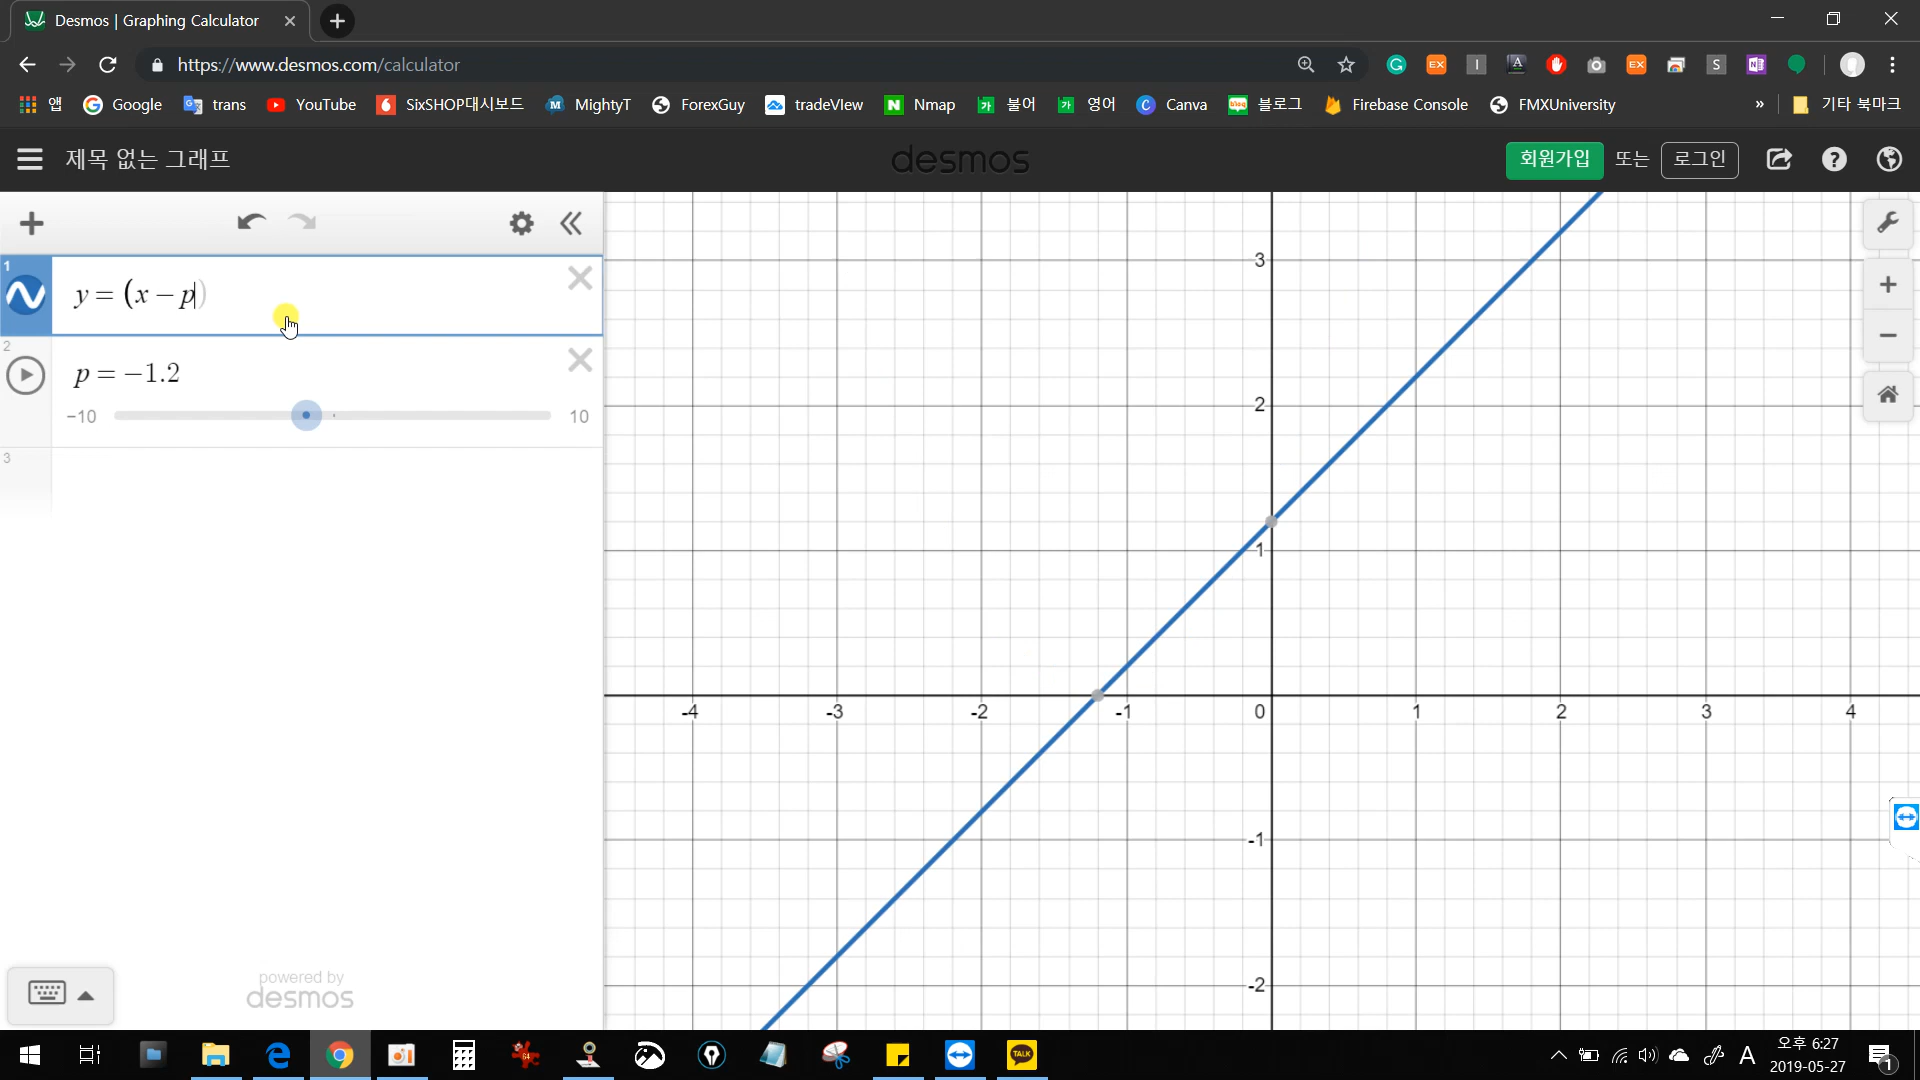 Desmos | Graphing Calculator
https://www.desmos.com/calculator
앱 Google trans YouTube SixSHOP대시보드 MightyT ForexGuy tradeVIew Nmap 불어 영어 Canva 블로그 Firebase Console FMXUniversity » 기타 북마크
제목 없는 그래프 desmos 회원가입 또는 로그인
1
y = (x − p)
2
p = −1.2
−10 10
3
3
2
1
-4 -3 -2 -1 0 1 2 3 4
-1
-2
powered by
desmos
오후 6:27
2019-05-27
A
1